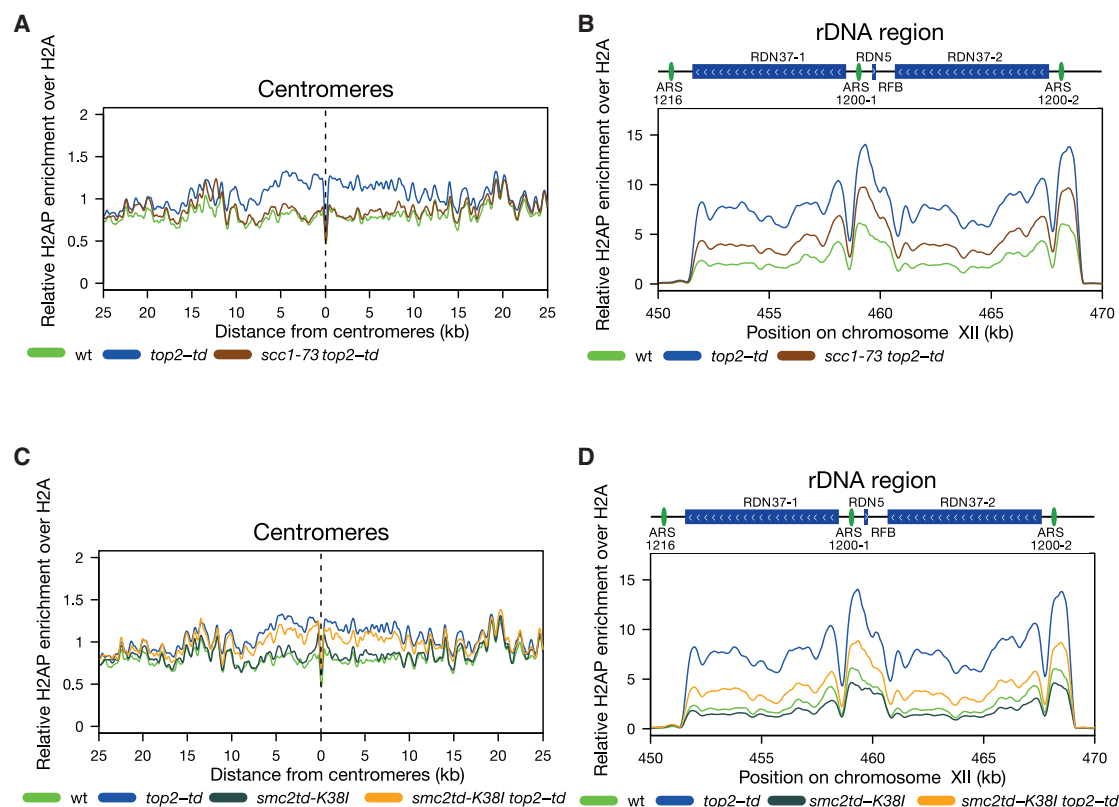 A
Centromeres
Relative H2AP enrichment over H2A
2
1.5
1
0.5
0
25 20 15 10 5 0 5 10 15 20 25
Distance from centromeres (kb)
wt top2–td scc1-73 top2–td
B
rDNA region
RDN37-1 RDN5 RDN37-2
ARS 1216 ARS 1200-1 RFB ARS 1200-2
Relative H2AP enrichment over H2A
15
10
5
0
450 455 460 465 470
Position on chromosome XII (kb)
wt top2–td scc1-73 top2–td
C
Centromeres
Relative H2AP enrichment over H2A
2
1.5
1
0.5
0
25 20 15 10 5 0 5 10 15 20 25
Distance from centromeres (kb)
wt top2–td smc2td-K38I smc2td-K38I top2–td
D
rDNA region
RDN37-1 RDN5 RDN37-2
ARS 1216 ARS 1200-1 RFB ARS 1200-2
Relative H2AP enrichment over H2A
15
10
5
0
450 455 460 465 470
Position on chromosome XII (kb)
wt top2–td smc2td–K38I smc2td–K38I top2–td